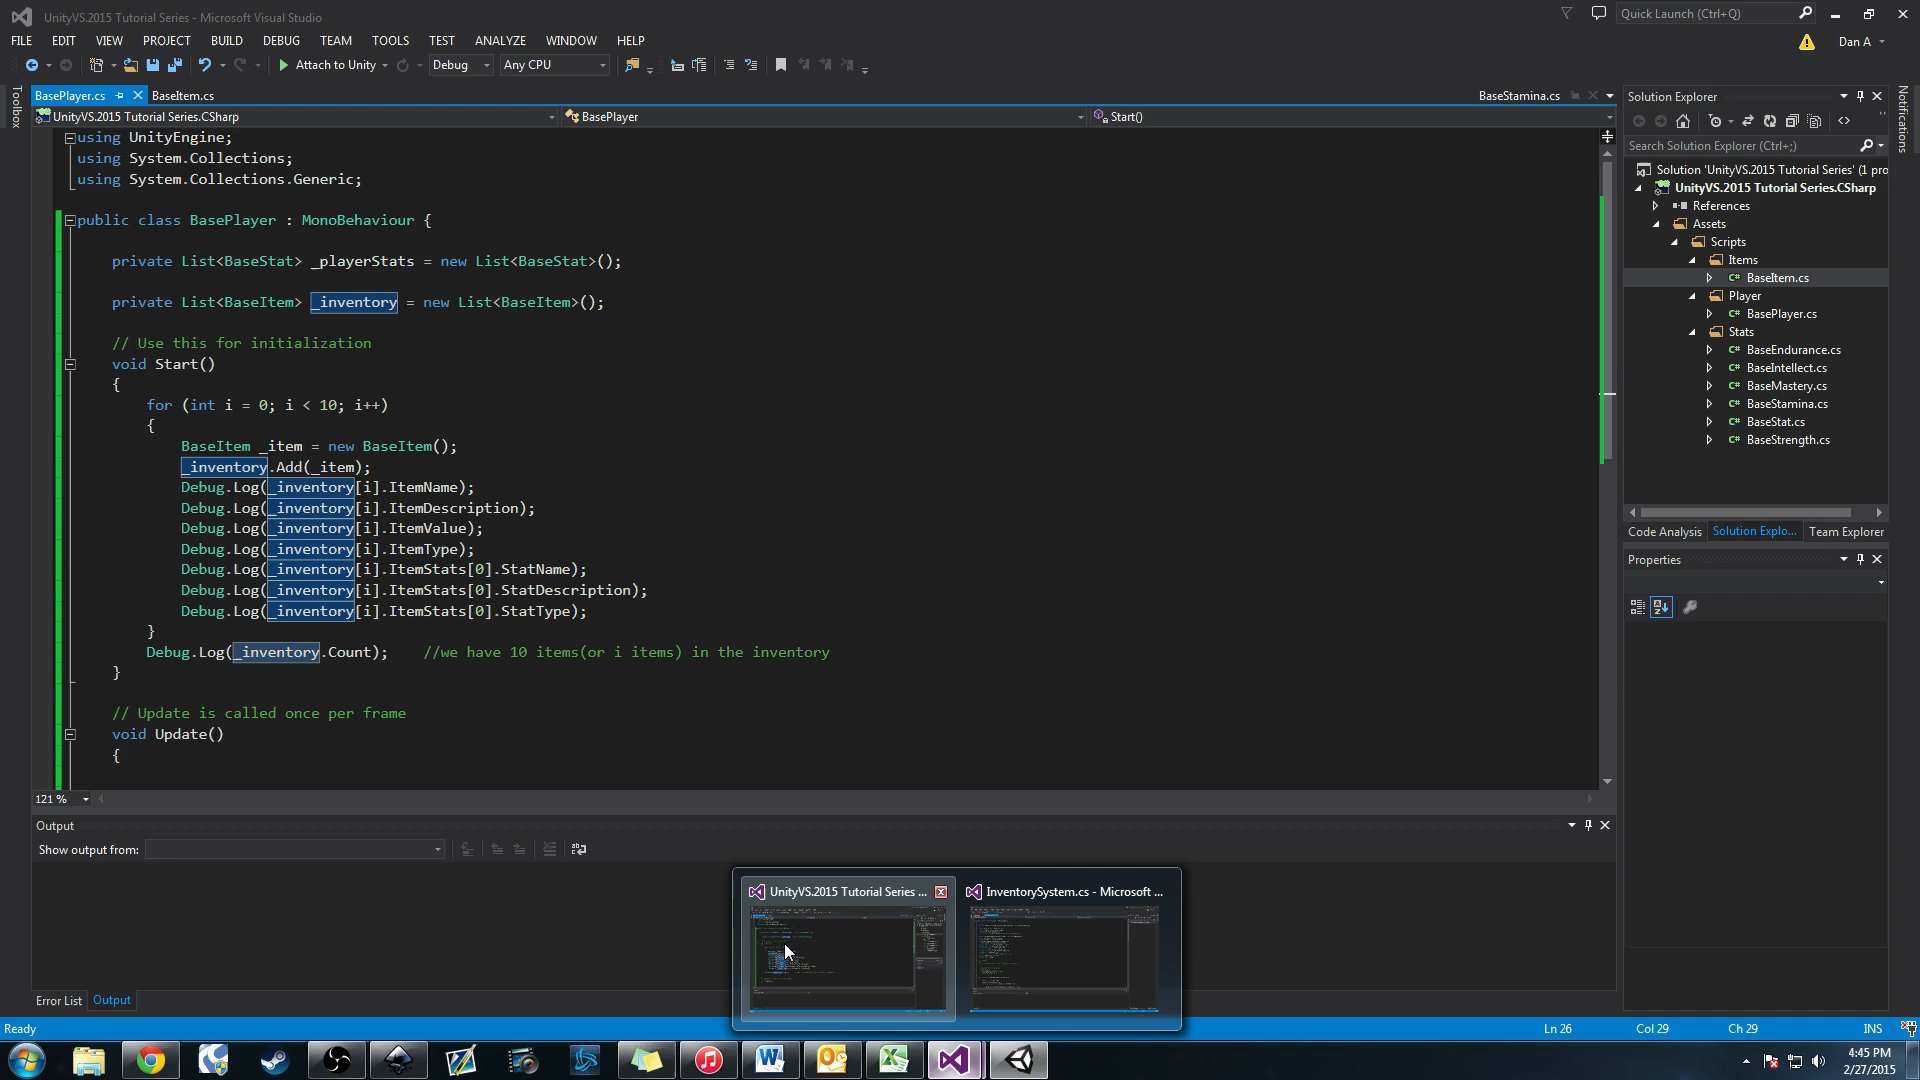 UnityVS.2015 Tutorial Series - Microsoft Visual Studio
Quick Launch (Ctrl+Q)
FILE EDIT VIEW PROJECT BUILD DEBUG TEAM TOOLS TEST ANALYZE WINDOW HELP
Dan A
Attach to Unity Debug Any CPU
Toolbox
BasePlayer.cs BaseItem.cs BaseStamina.cs
UnityVS.2015 Tutorial Series.CSharp BasePlayer Start()
using UnityEngine;
using System.Collections;
using System.Collections.Generic;
public class BasePlayer : MonoBehaviour {
private List<BaseStat> _playerStats = new List<BaseStat>();
private List<BaseItem> _inventory = new List<BaseItem>();
// Use this for initialization
void Start()
{
for (int i = 0; i < 10; i++)
{
BaseItem _item = new BaseItem();
_inventory.Add(_item);
Debug.Log(_inventory[i].ItemName);
Debug.Log(_inventory[i].ItemDescription);
Debug.Log(_inventory[i].ItemValue);
Debug.Log(_inventory[i].ItemType);
Debug.Log(_inventory[i].ItemStats[0].StatName);
Debug.Log(_inventory[i].ItemStats[0].StatDescription);
Debug.Log(_inventory[i].ItemStats[0].StatType);
}
Debug.Log(_inventory.Count); //we have 10 items(or i items) in the inventory
}
// Update is called once per frame
void Update()
{
121 %
Output
Show output from:
Error List Output
Solution Explorer
Search Solution Explorer (Ctrl+;)
Solution 'UnityVS.2015 Tutorial Series' (1 pro
UnityVS.2015 Tutorial Series.CSharp
References
Assets
Scripts
Items
C# BaseItem.cs
Player
C# BasePlayer.cs
Stats
C# BaseEndurance.cs
C# BaseIntellect.cs
C# BaseMastery.cs
C# BaseStamina.cs
C# BaseStat.cs
C# BaseStrength.cs
Code Analysis Solution Explo... Team Explorer
Properties
Notifications
UnityVS.2015 Tutorial Series ... InventorySystem.cs - Microsoft ...
Ready Ln 26 Col 29 Ch 29 INS
4:45 PM
2/27/2015